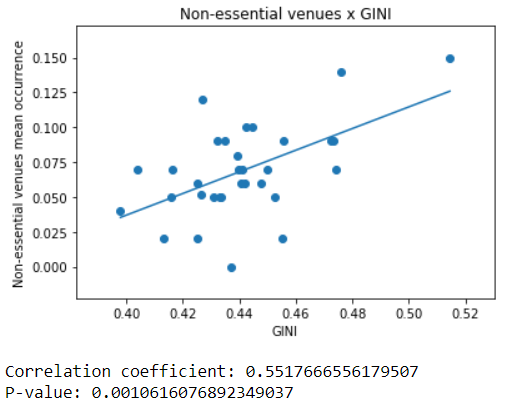 Non-essential venues x GINI
Non-essential venues mean occurrence
0.150
0.125
0.100
0.075
0.050
0.025
0.000
0.40 0.42 0.44 0.46 0.48 0.50 0.52
GINI
Correlation coefficient: 0.5517666556179507
P-value: 0.0010616076892349037